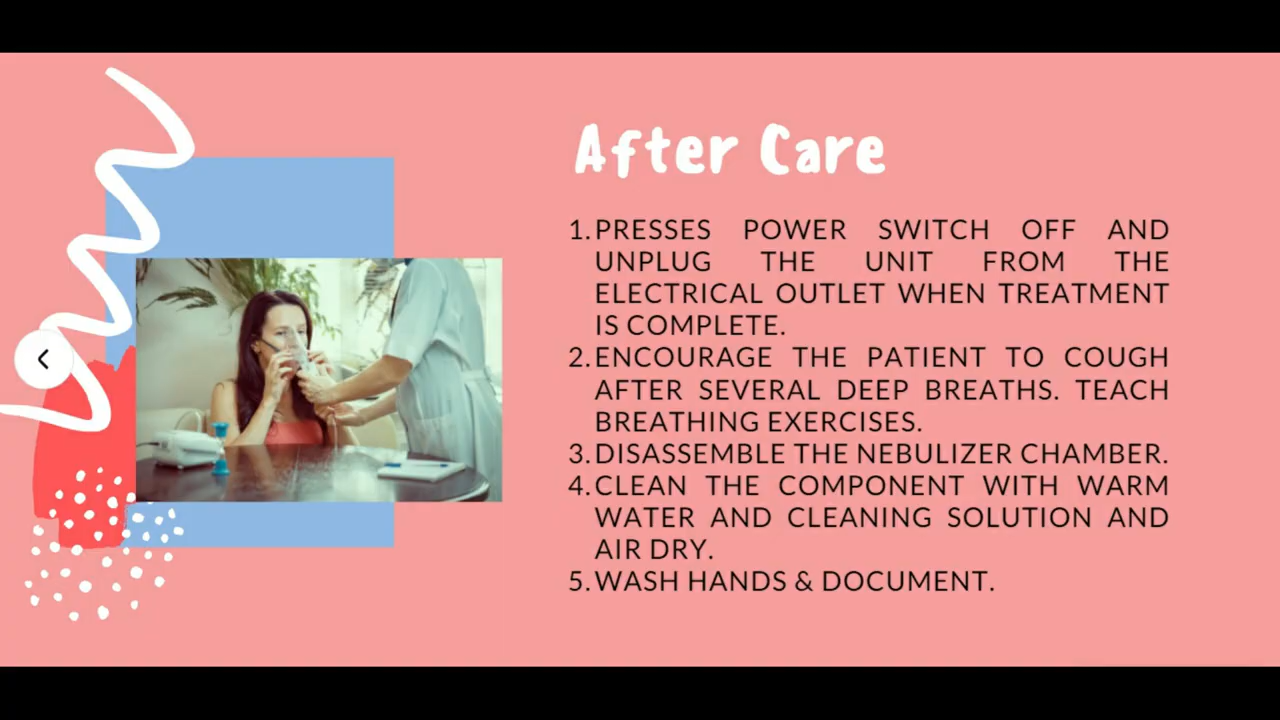 After Care
1. PRESSES POWER SWITCH OFF AND
UNPLUG THE UNIT FROM THE
ELECTRICAL OUTLET WHEN TREATMENT
IS COMPLETE.
2. ENCOURAGE THE PATIENT TO COUGH
AFTER SEVERAL DEEP BREATHS. TEACH
BREATHING EXERCISES.
3. DISASSEMBLE THE NEBULIZER CHAMBER.
4. CLEAN THE COMPONENT WITH WARM
WATER AND CLEANING SOLUTION AND
AIR DRY.
5. WASH HANDS & DOCUMENT.